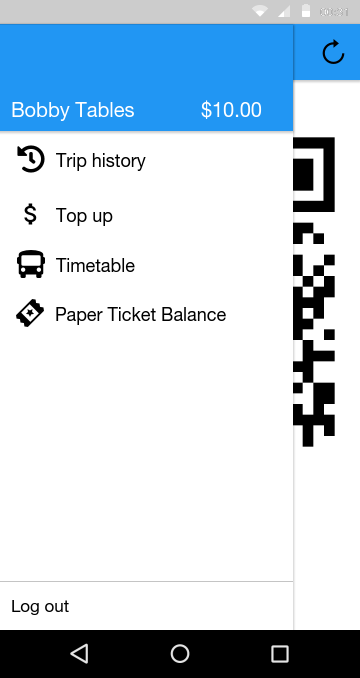 Bobby Tables $10.00
Trip history
Top up
Timetable
Paper Ticket Balance
Log out